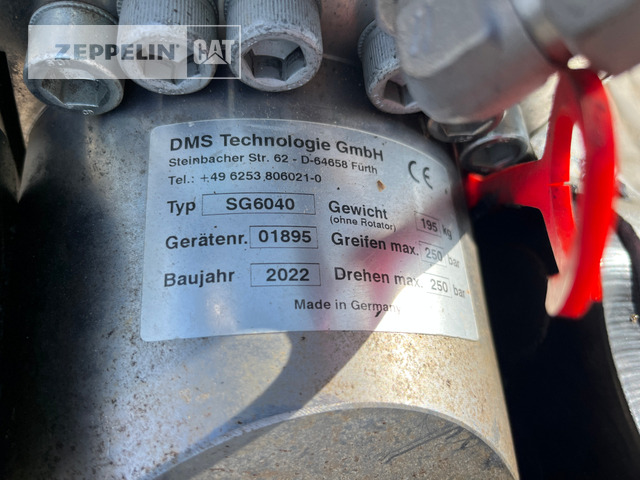 ZEPPELIN CAT
DMS Technologie GmbH
Steinbacher Str. 62 - D-64658 Fürth
Tel.: +49 6253 806021-0
CE
Typ SG6040 Gewicht 195 kg
(ohne Rotator)
Gerätenr. 01895 Greifen max. 250 bar
Baujahr 2022 Drehen max. 250 bar
Made in Germany